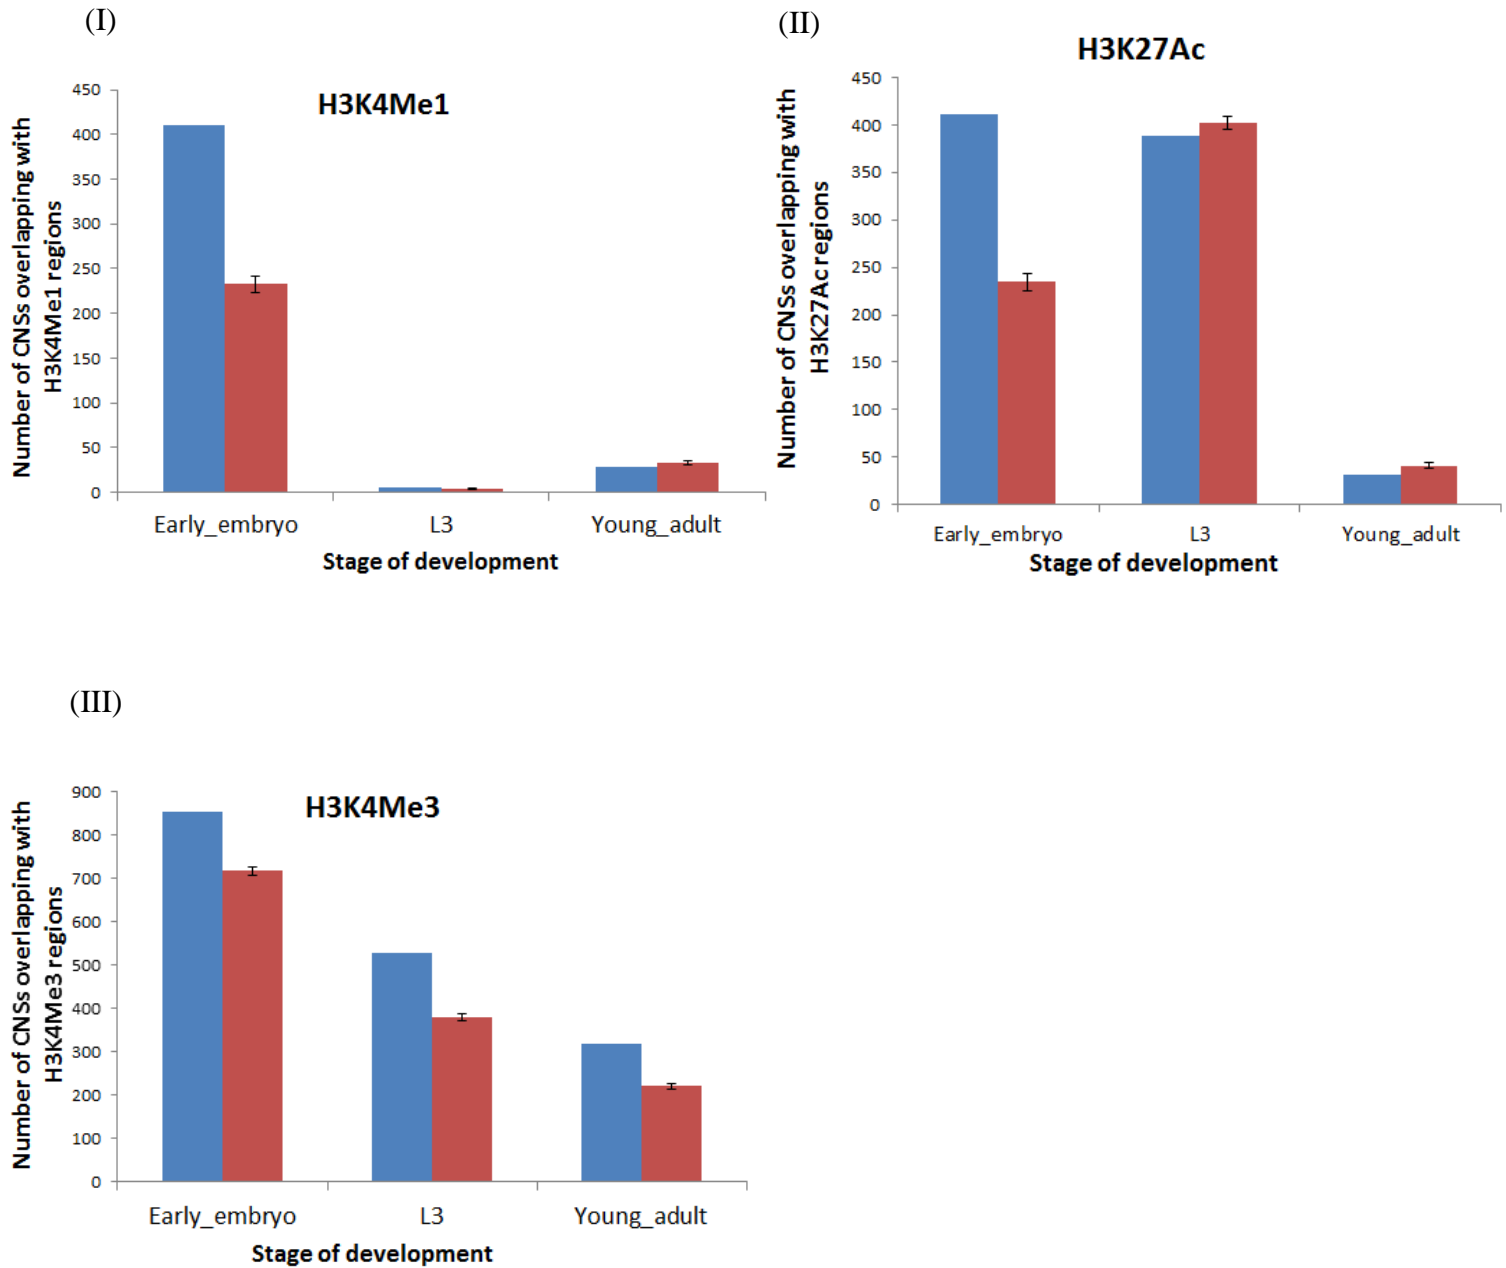 (I)
H3K4Me1
Number of CNSs overlapping with
H3K4Me1 regions
450
400
350
300
250
200
150
100
50
0
Early_embryo L3 Young_adult
Stage of development
(II)
H3K27Ac
Number of CNSs overlapping with
H3K27Ac regions
450
400
350
300
250
200
150
100
50
0
Early_embryo L3 Young_adult
Stage of development
(III)
H3K4Me3
Number of CNSs overlapping with
H3K4Me3 regions
900
800
700
600
500
400
300
200
100
0
Early_embryo L3 Young_adult
Stage of development